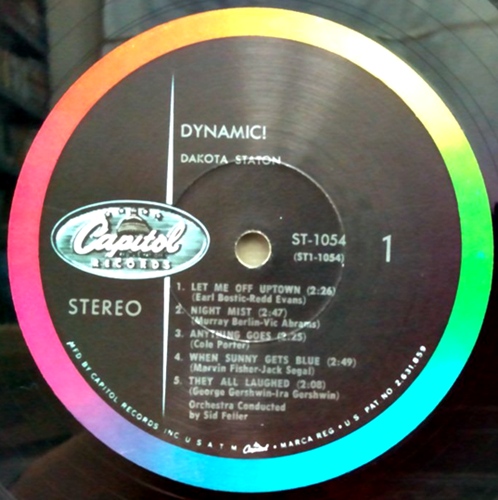 DYNAMIC!
DAKOTA STATON
Capitol
RECORDS
STEREO
ST-1054
(ST1-1054)
1
1. LET ME OFF UPTOWN (2:26)
(Earl Bostic-Redd Evans)
2. NIGHT MIST (2:47)
(Murray Berlin-Vic Abrams)
3. ANYTHING GOES (2:25)
(Cole Porter)
4. WHEN SUNNY GETS BLUE (2:49)
(Marvin Fisher-Jack Segal)
5. THEY ALL LAUGHED (2:08)
(George Gershwin-Ira Gershwin)
Orchestra Conducted
by Sid Feller
MFD. BY CAPITOL RECORDS INC U S A T M Capitol • MARCA REG • U S PAT NO 2,631,859